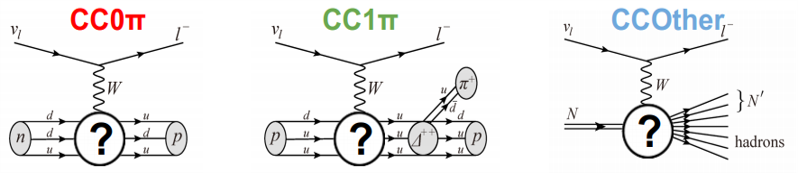 CC0π
ν_l l⁻
W
d u
n d ? d p
u u
CC1π
ν_l l⁻
W
u π⁺
d̄
d d
p u ? u Δ⁺⁺ u p
u u u
CCOther
ν_l l⁻
W
N ? } N′
hadrons